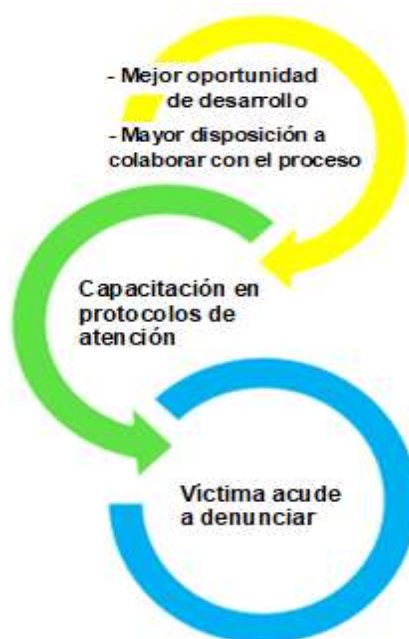 - Mejor oportunidad
de desarrollo
- Mayor disposición a
colaborar con el proceso
Capacitación en
protocolos de
atención
Víctima acude
a denunciar